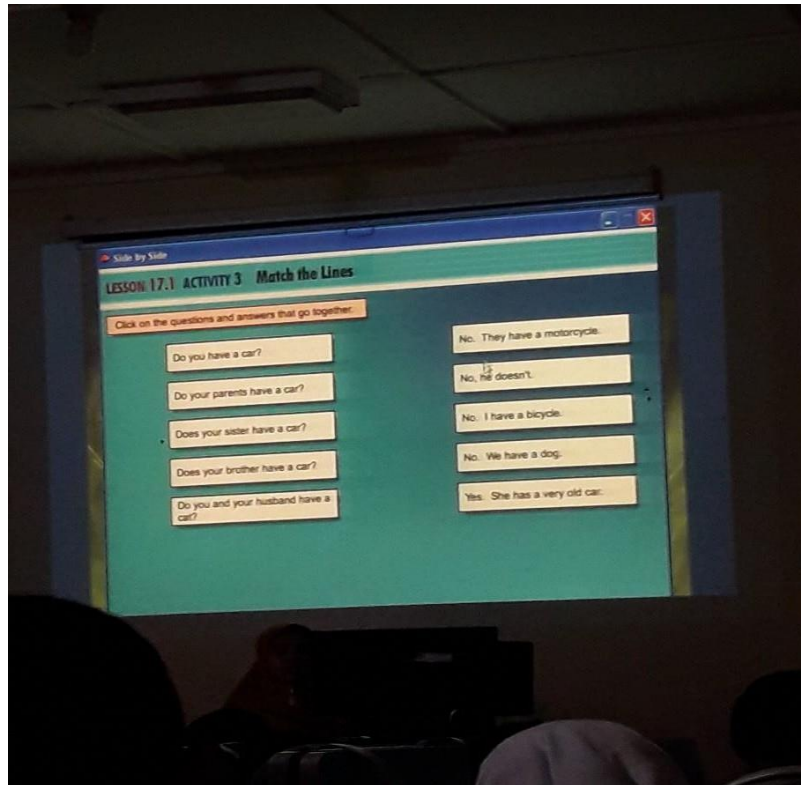 Side by Side
LESSON 17.1 ACTIVITY 3 Match the Lines
Click on the questions and answers that go together.
Do you have a car?
Do your parents have a car?
Does your sister have a car?
Does your brother have a car?
Do you and your husband have a
cat?
No. They have a motorcycle.
No, he doesn't.
No. I have a bicycle.
No. We have a dog.
Yes. She has a very old car.